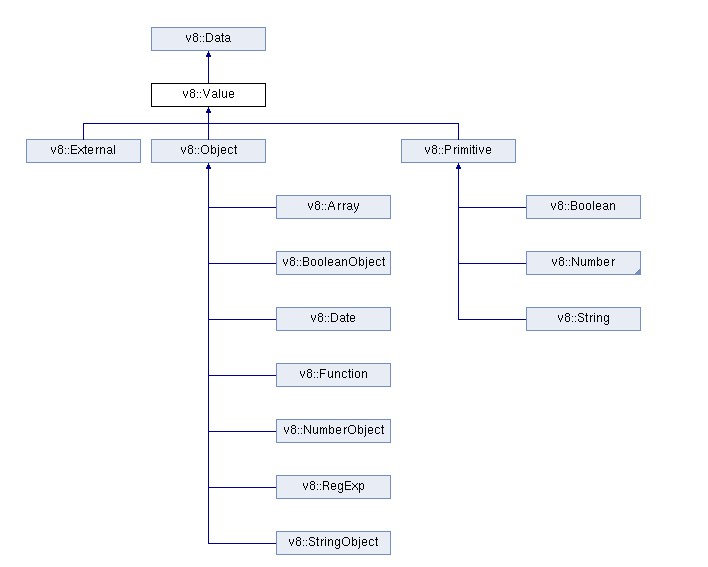 v8::Data
v8::Value
v8::External
v8::Object
v8::Primitive
v8::Array
v8::Boolean
v8::BooleanObject
v8::Number
v8::Date
v8::String
v8::Function
v8::NumberObject
v8::RegExp
v8::StringObject